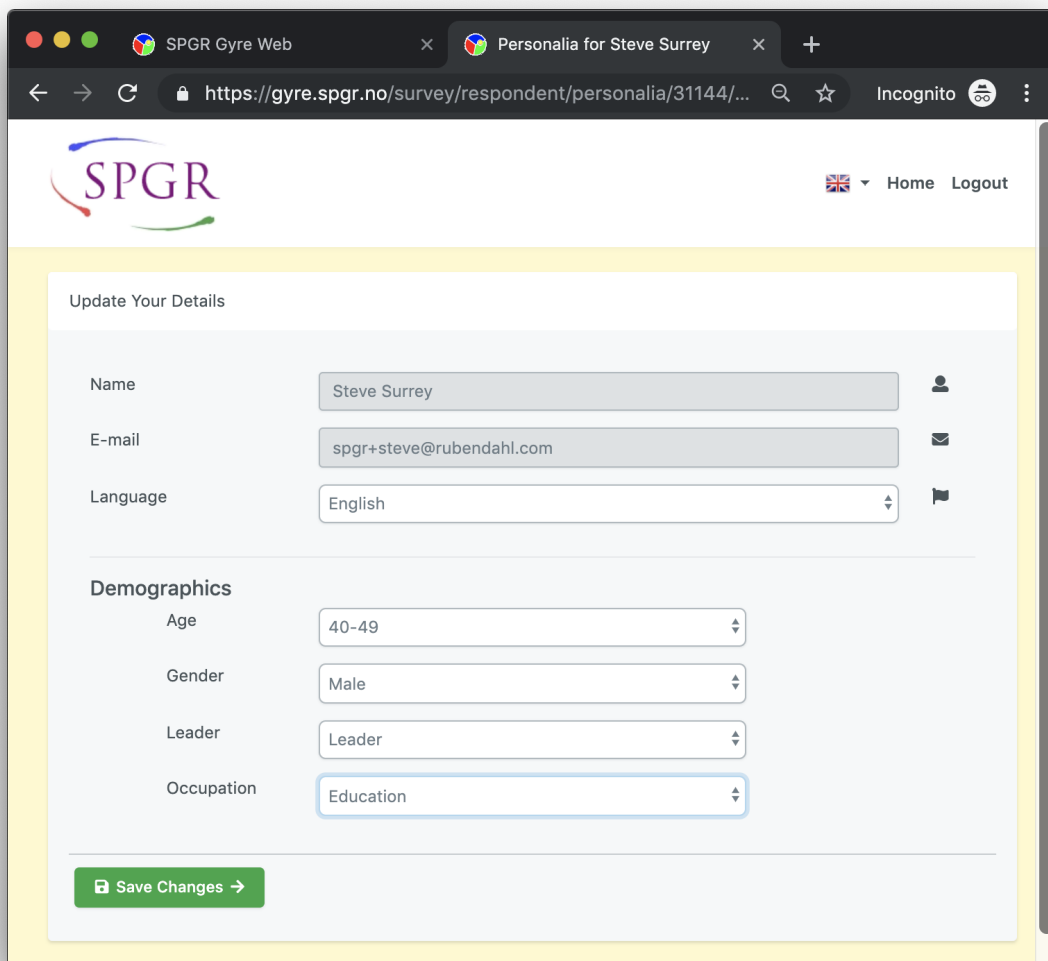 SPGR Gyre Web
Personalia for Steve Surrey
https://gyre.spgr.no/survey/respondent/personalia/31144/...
Incognito
SPGR
Home Logout
Update Your Details
Name Steve Surrey
E-mail spgr+steve@rubendahl.com
Language English
Demographics
Age 40-49
Gender Male
Leader Leader
Occupation Education
Save Changes